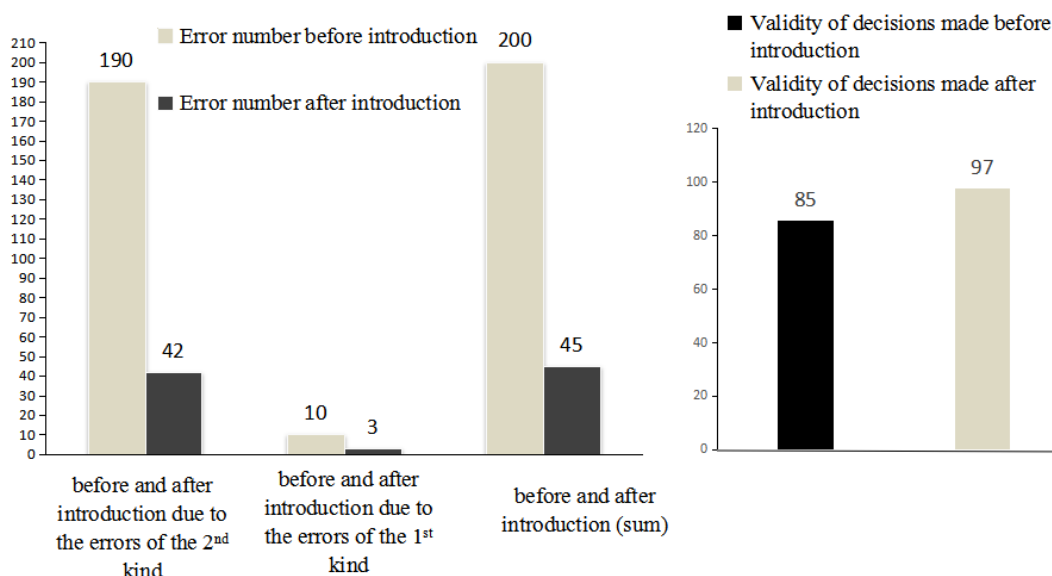 Error number before introduction
Error number after introduction
210
200
190
180
170
160
150
140
130
120
110
100
90
80
70
60
50
40
30
20
10
0
190
42
10
3
200
45
before and after
introduction due to
the errors of the 2nd
kind
before and after
introduction due to
the errors of the 1st
kind
before and after
introduction (sum)
Validity of decisions made before
introduction
Validity of decisions made after
introduction
120
100
80
60
40
20
0
85
97